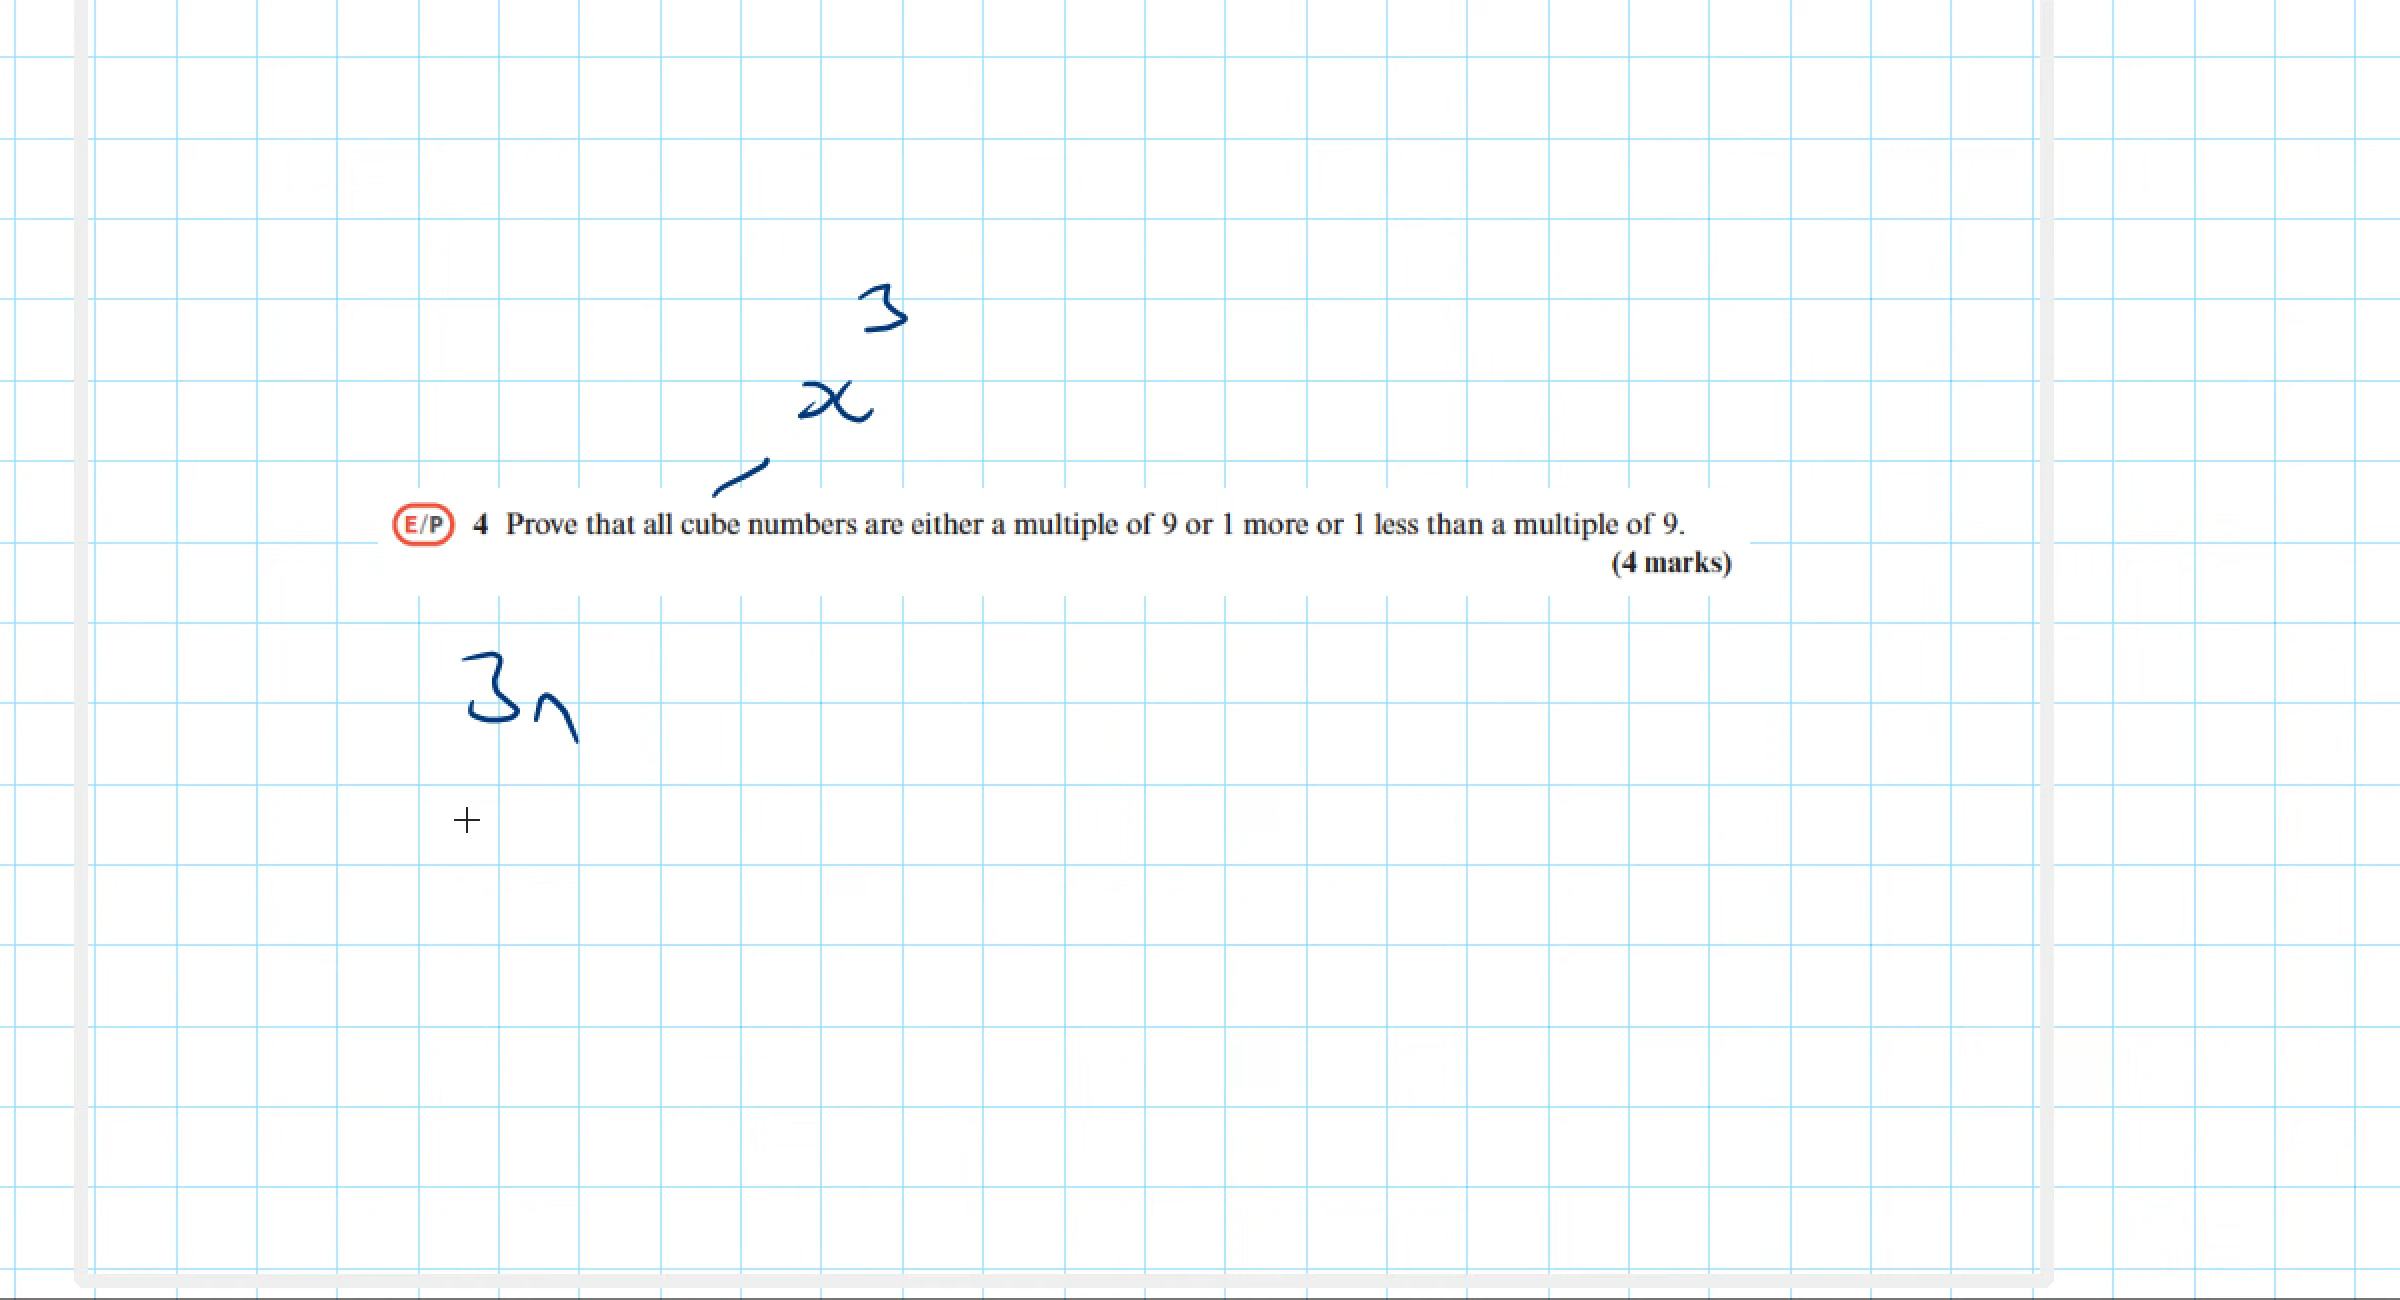 3
x
E/P 4 Prove that all cube numbers are either a multiple of 9 or 1 more or 1 less than a multiple of 9.
(4 marks)
3n